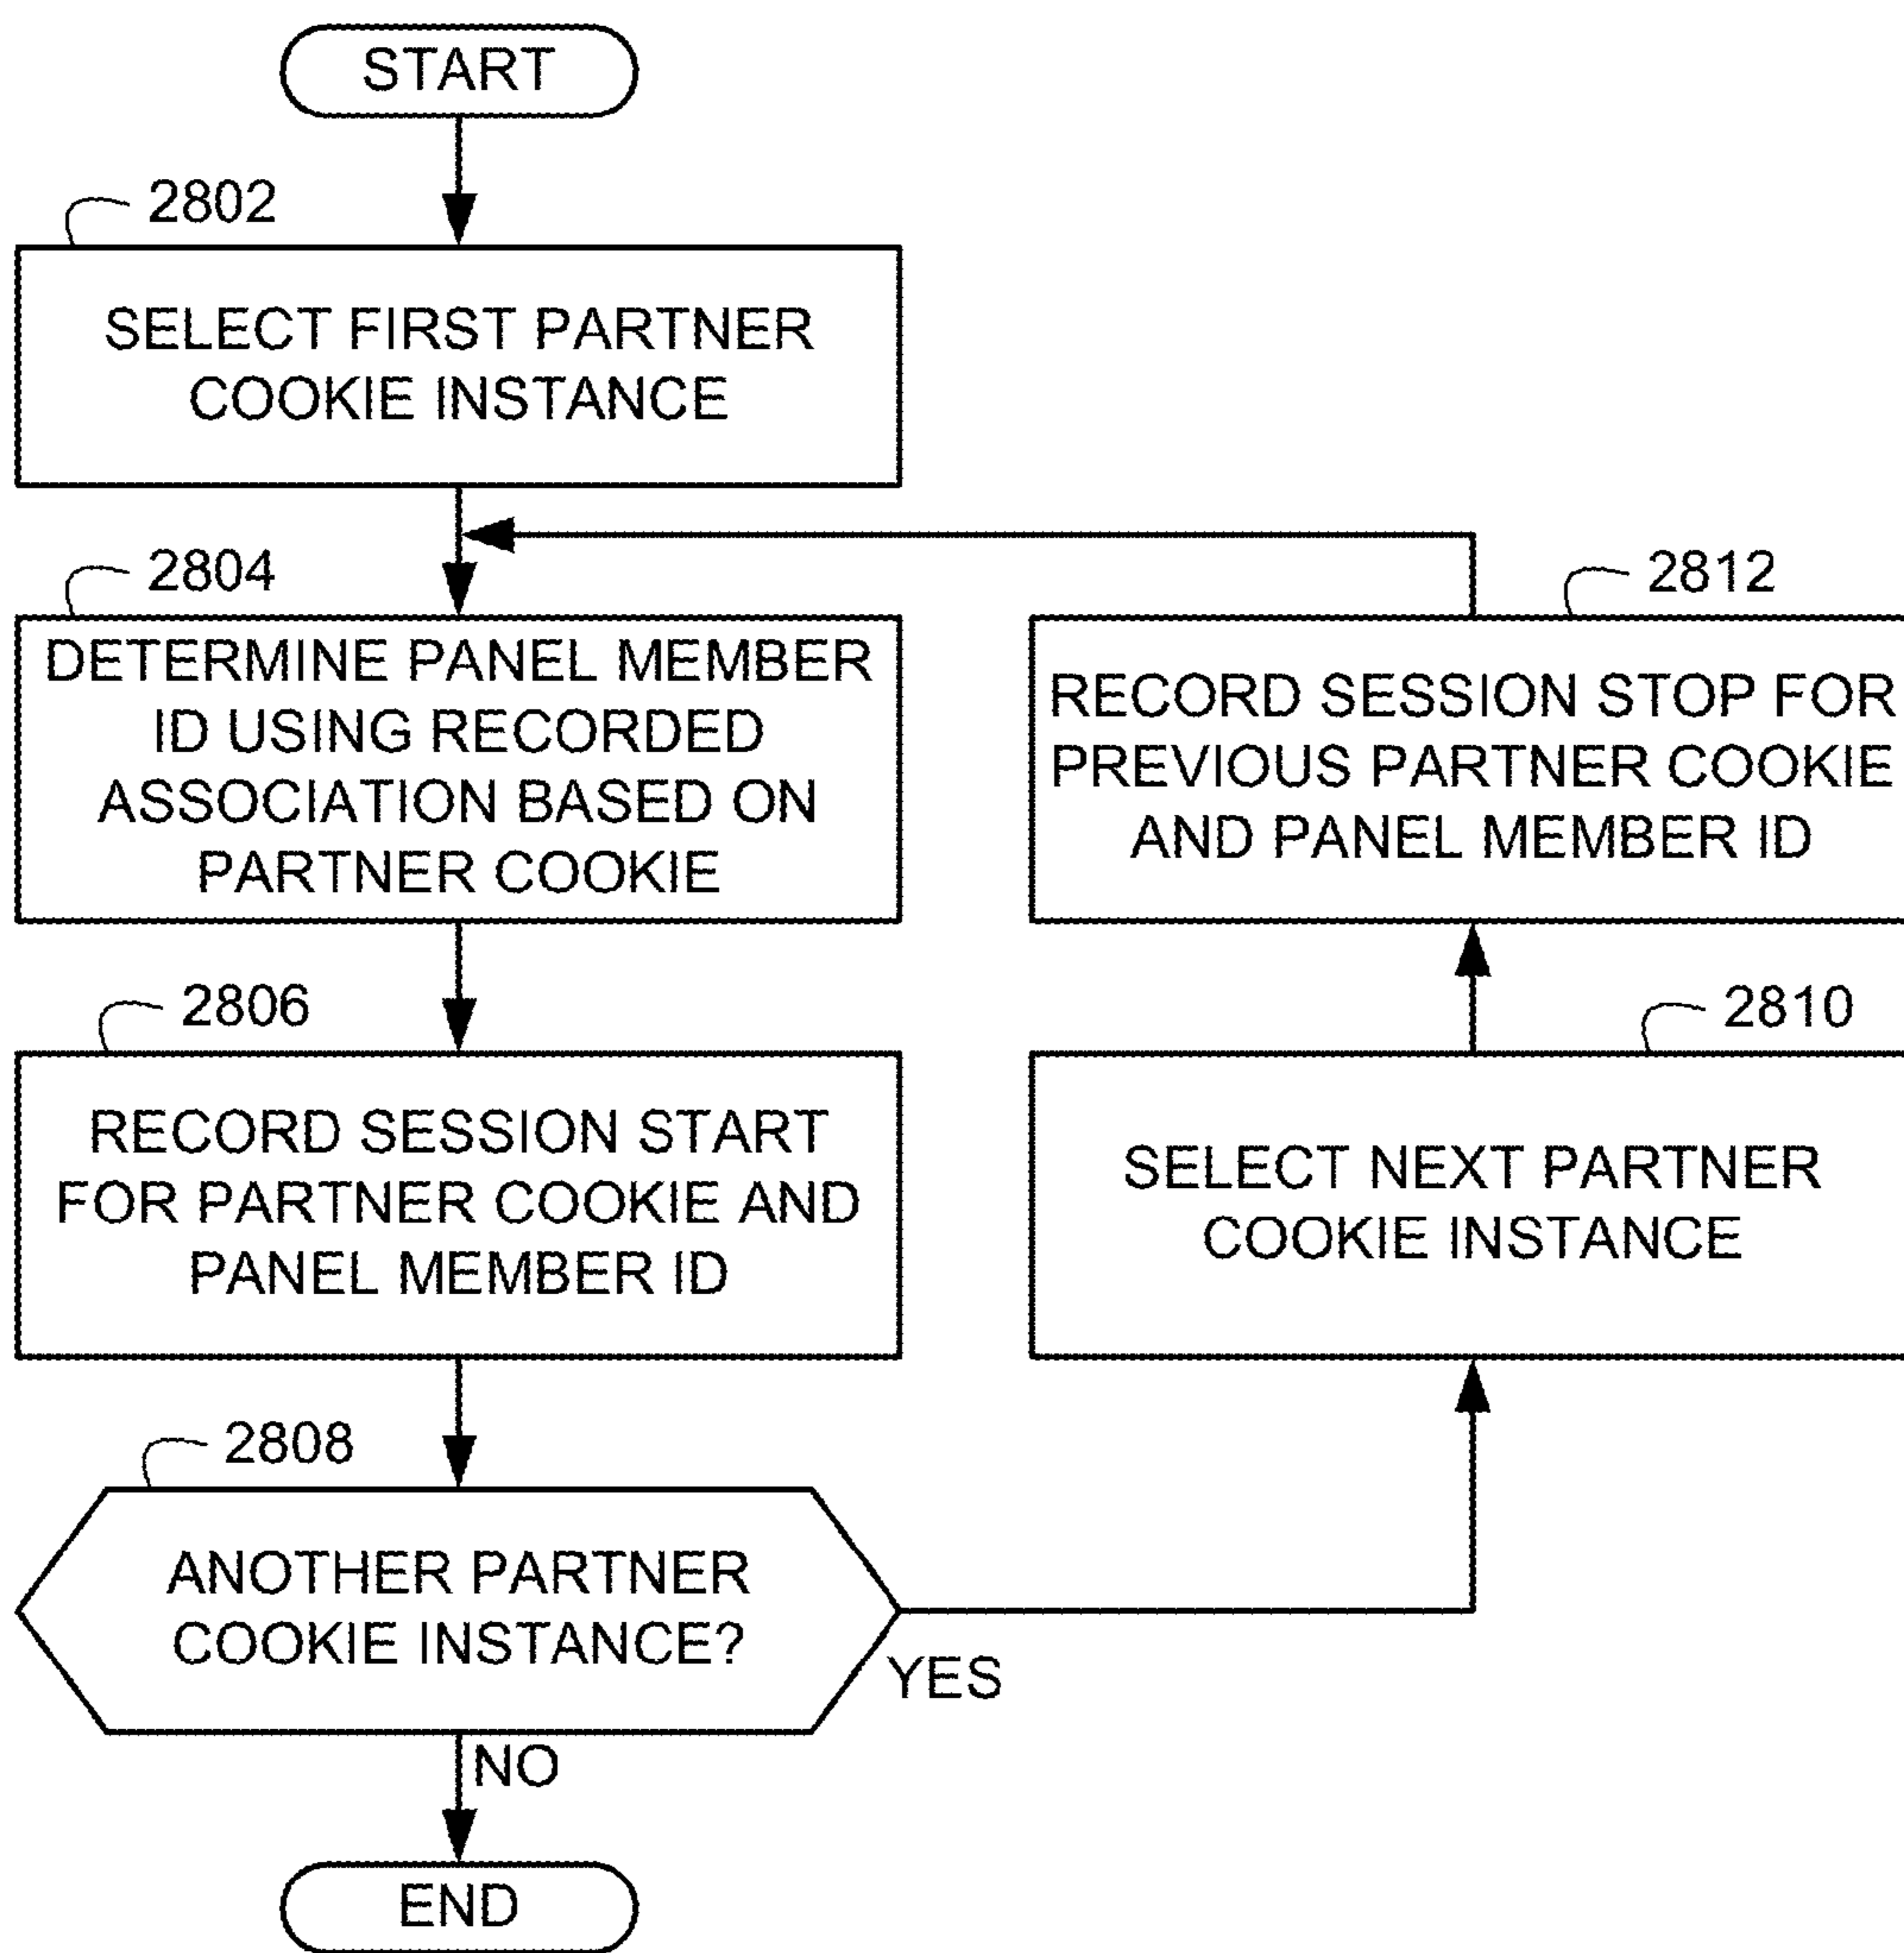 START
2802
SELECT FIRST PARTNER
COOKIE INSTANCE
2804
DETERMINE PANEL MEMBER
ID USING RECORDED
ASSOCIATION BASED ON
PARTNER COOKIE
2806
RECORD SESSION START
FOR PARTNER COOKIE AND
PANEL MEMBER ID
2808
ANOTHER PARTNER
COOKIE INSTANCE?
YES
NO
END
2810
SELECT NEXT PARTNER
COOKIE INSTANCE
2812
RECORD SESSION STOP FOR
PREVIOUS PARTNER COOKIE
AND PANEL MEMBER ID